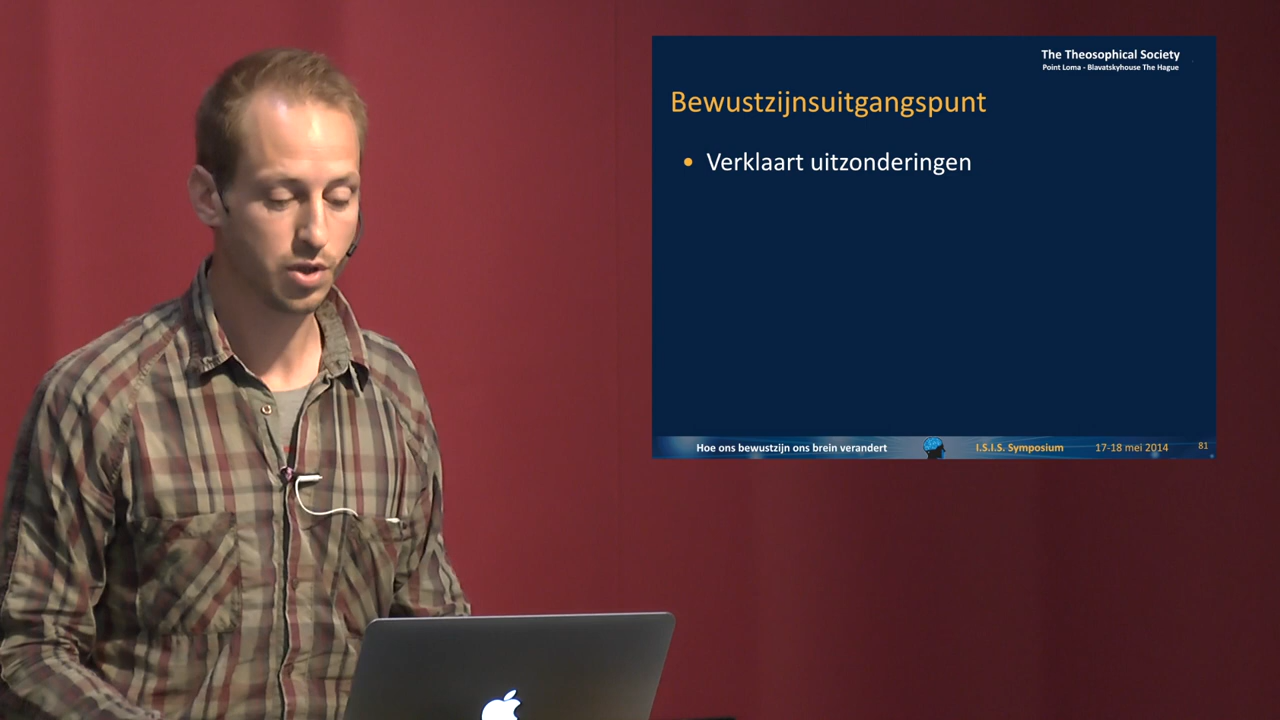 The Theosophical Society
Point Loma - Blavatskyhouse The Hague
Bewustzijnsuitgangspunt
• Verklaart uitzonderingen
Hoe ons bewustzijn ons brein verandert I.S.I.S. Symposium 17-18 mei 2014 81